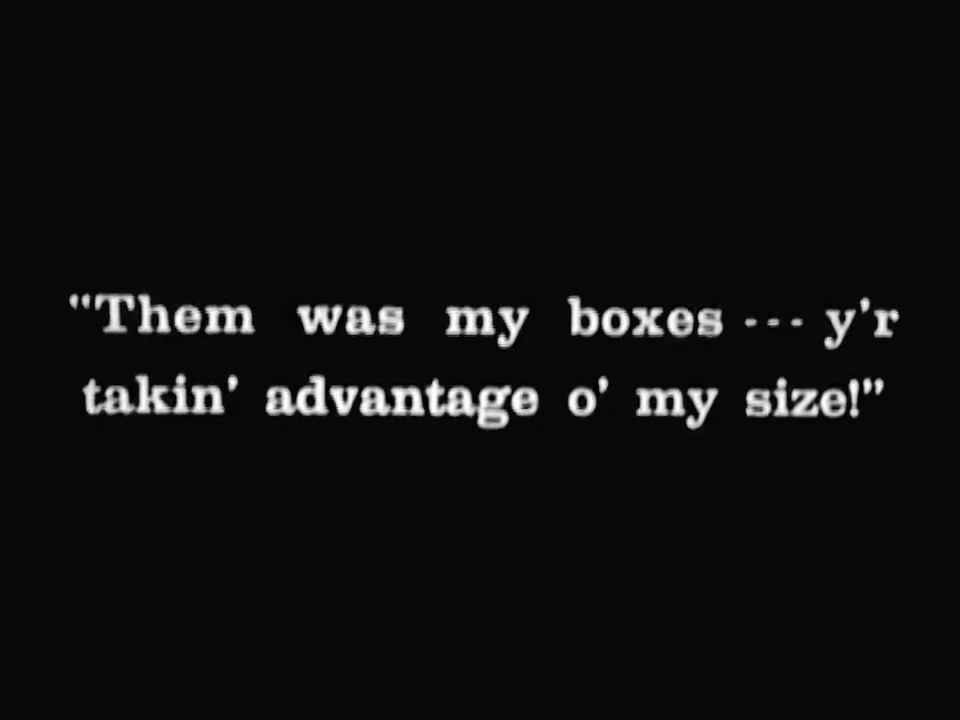 "Them was my boxes --- y'r
takin' advantage o' my size!"